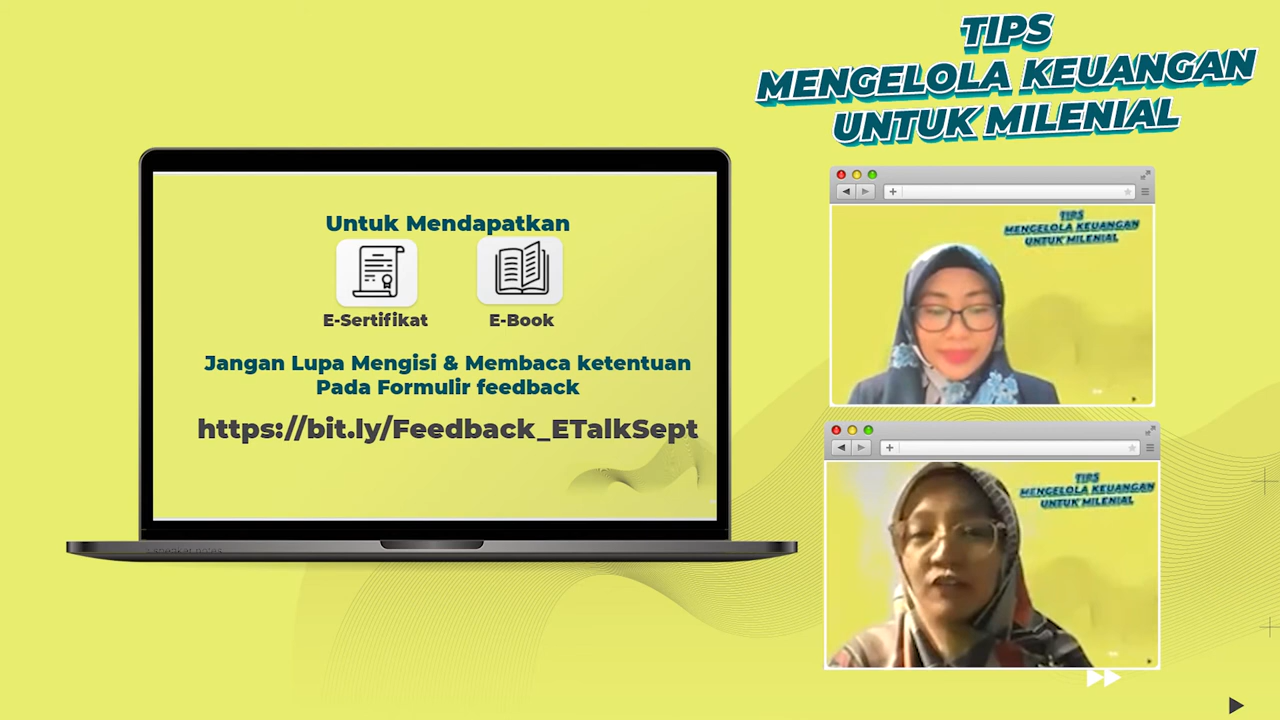 TIPS
MENGELOLA KEUANGAN
UNTUK MILENIAL
Untuk Mendapatkan
E-Sertifikat
E-Book
Jangan Lupa Mengisi & Membaca ketentuan
Pada Formulir feedback
https://bit.ly/Feedback_ETalkSept
TIPS
MENGELOLA KEUANGAN
UNTUK MILENIAL
TIPS
MENGELOLA KEUANGAN
UNTUK MILENIAL